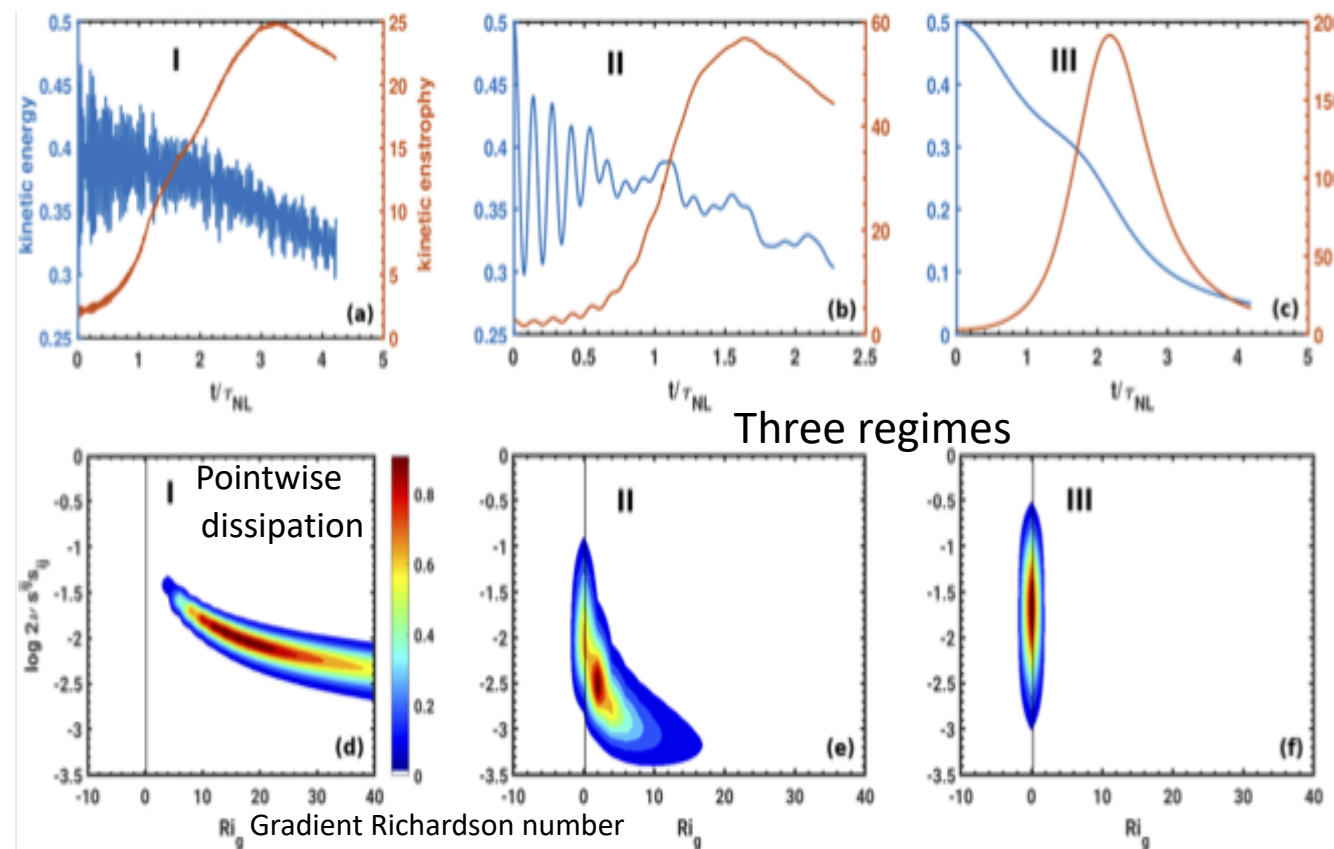 0.5
0.45
0.4
0.35
0.3
0.25
kinetic energy
I
(a)
25
20
15
10
5
0
kinetic enstrophy
0 1 2 3 4 5
t/τNL
0.5
0.45
0.4
0.35
0.3
0.25
II
(b)
60
40
20
0
0 0.5 1 1.5 2 2.5
t/τNL
0.5
0.4
0.3
0.2
0.1
0
III
(c)
200
150
100
50
0
0 1 2 3 4 5
t/τNL
Three regimes
0
-0.5
-1
-1.5
-2
-2.5
-3
-3.5
I Pointwise
dissipation
(d)
0.8
0.6
0.4
0.2
0
-10 0 10 20 30 40
Rig Gradient Richardson number
0
-0.5
-1
-1.5
-2
-2.5
-3
-3.5
II
(e)
-10 0 10 20 30 40
Rig
0
-0.5
-1
-1.5
-2
-2.5
-3
-3.5
III
(f)
-10 0 10 20 30 40
Rig